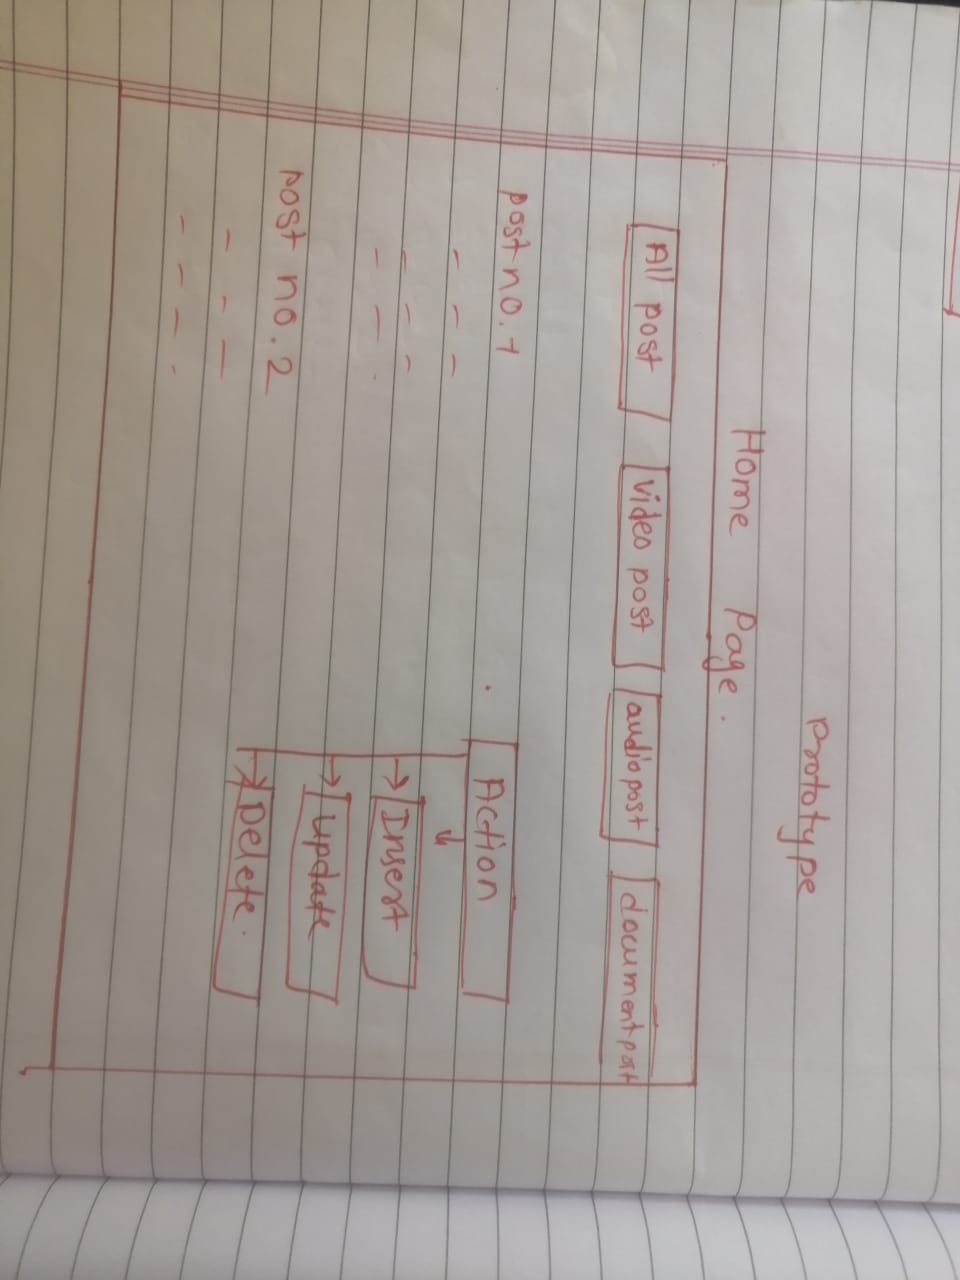 prototype
Home Page.
All post video post audio post document post
post no.1 Action
Insert
update
post no.2 Delete.